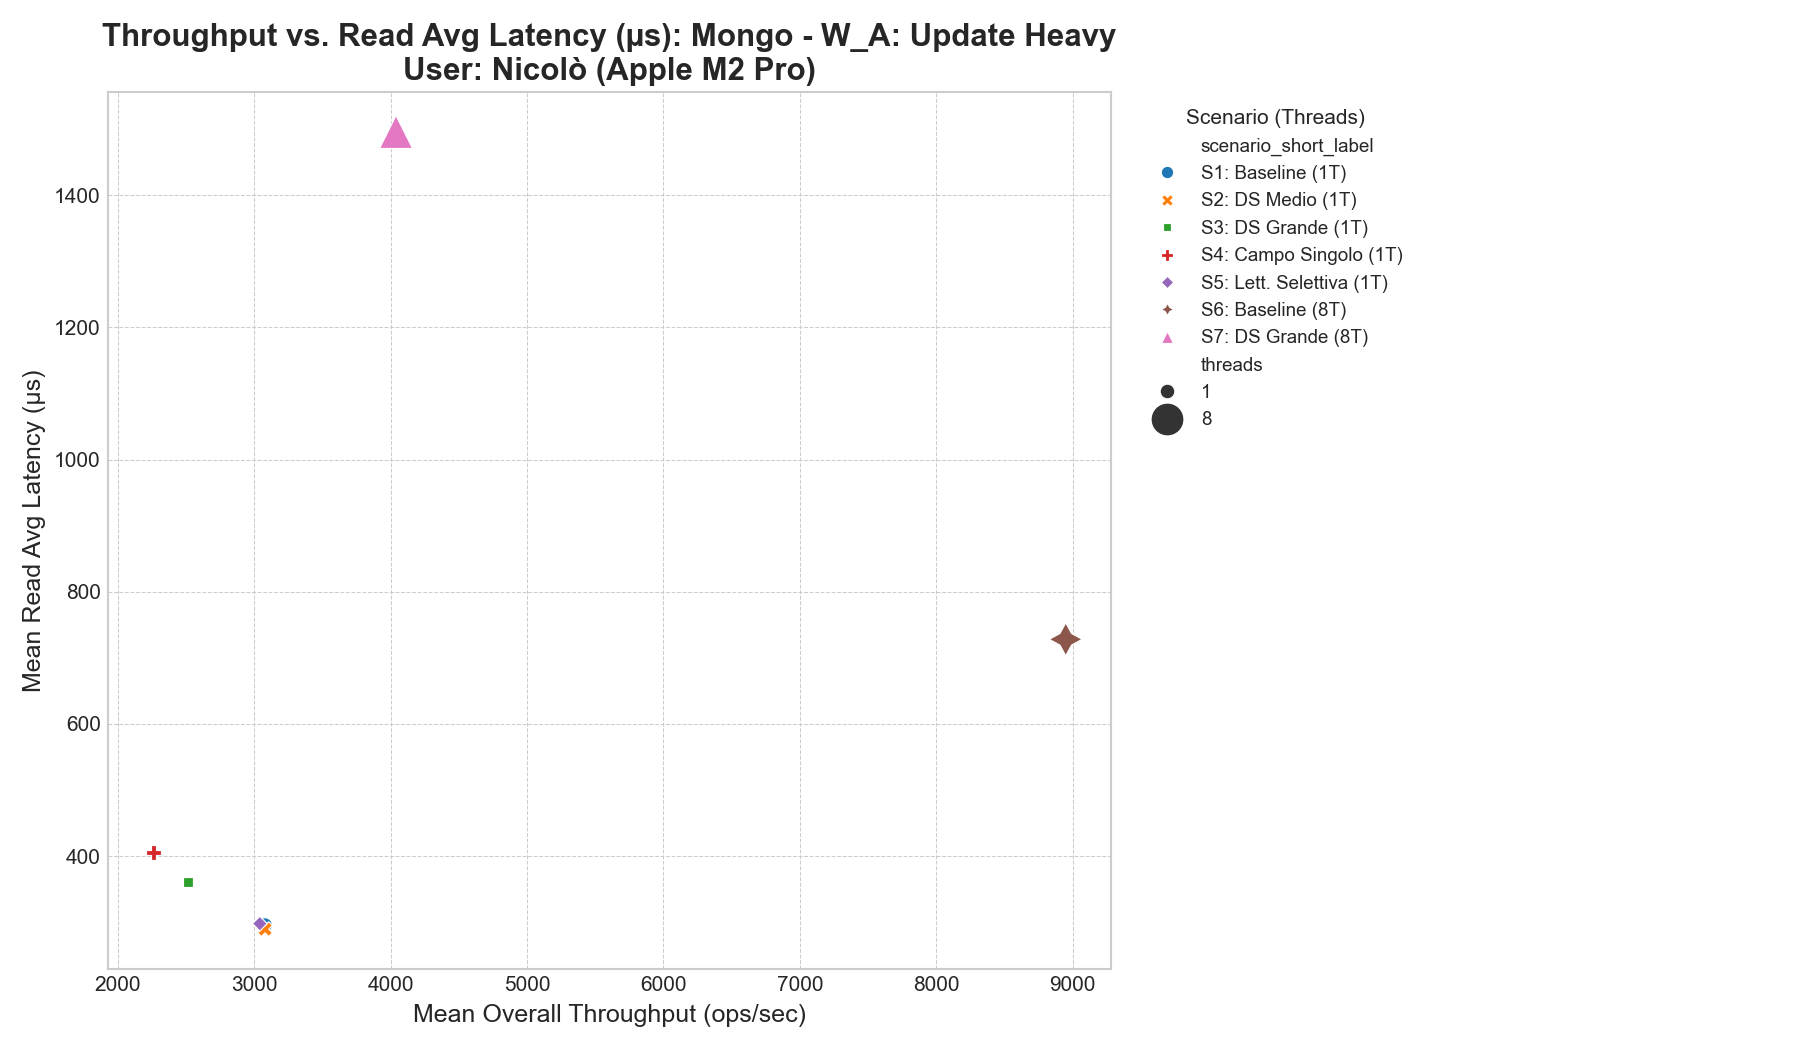 Throughput vs. Read Avg Latency (µs): Mongo - W_A: Update Heavy
User: Nicolò (Apple M2 Pro)
Mean Read Avg Latency (µs)
1400
1200
1000
800
600
400
2000 3000 4000 5000 6000 7000 8000 9000
Mean Overall Throughput (ops/sec)
Scenario (Threads)
scenario_short_label
S1: Baseline (1T)
S2: DS Medio (1T)
S3: DS Grande (1T)
S4: Campo Singolo (1T)
S5: Lett. Selettiva (1T)
S6: Baseline (8T)
S7: DS Grande (8T)
threads
1
8